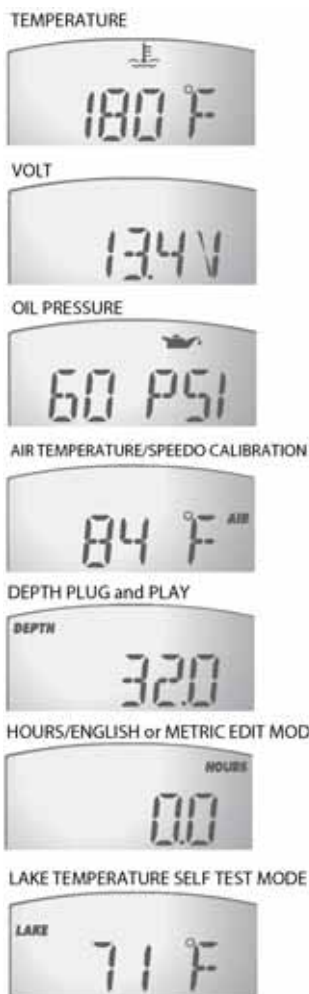 TEMPERATURE
180 °F
VOLT
13.4 V
OIL PRESSURE
60 PSI
AIR TEMPERATURE/SPEEDO CALIBRATION
84 °F AIR
DEPTH PLUG and PLAY
DEPTH
32.0
HOURS/ENGLISH or METRIC EDIT MOD
HOURS
0.0
LAKE TEMPERATURE SELF TEST MODE
LAKE
71 °F